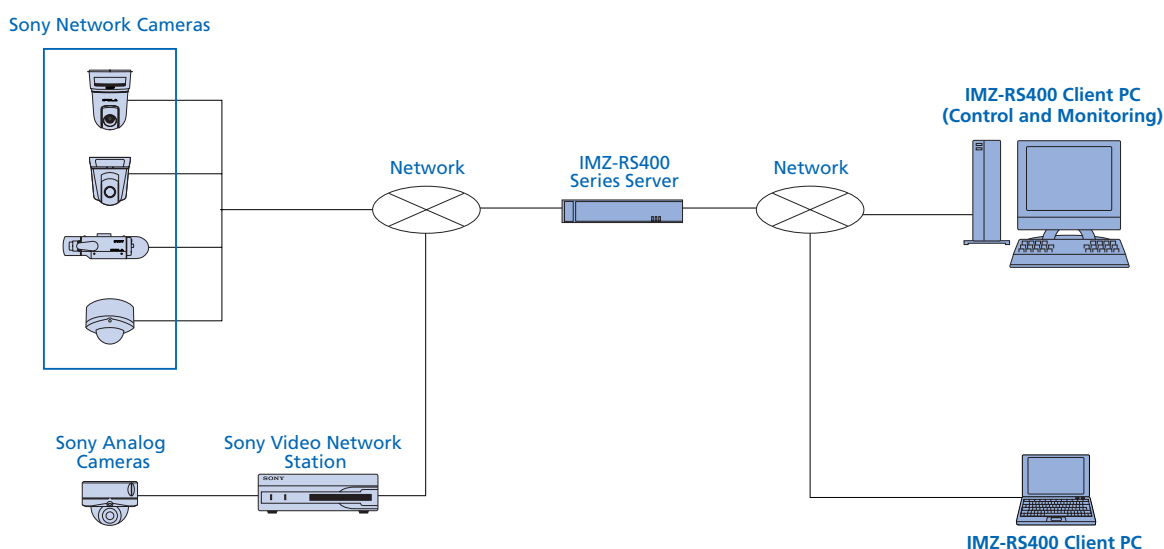 Sony Network Cameras
IMZ-RS400 Client PC
(Control and Monitoring)
Network
IMZ-RS400
Series Server
Network
Sony Analog
Cameras
Sony Video Network
Station
SONY
IMZ-RS400 Client PC